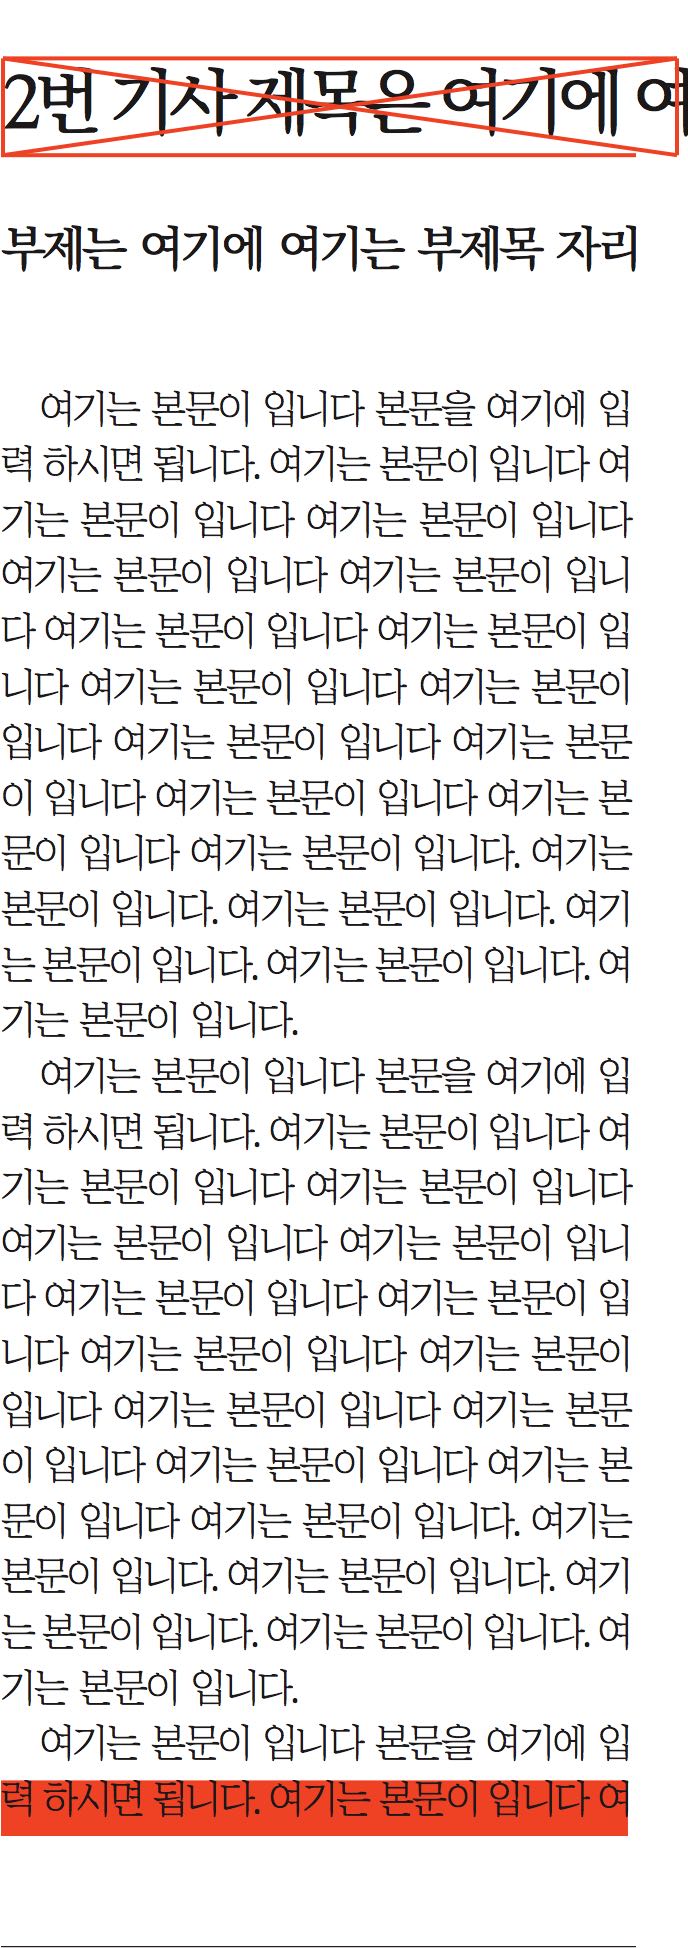 2번 기사 제목은 여기에 여
부제는 여기에 여기는 부제목 자리
여기는 본문이 입니다 본문을 여기에 입
력 하시면 됩니다. 여기는 본문이 입니다 여
기는 본문이 입니다 여기는 본문이 입니다
여기는 본문이 입니다 여기는 본문이 입니
다 여기는 본문이 입니다 여기는 본문이 입
니다 여기는 본문이 입니다 여기는 본문이
입니다 여기는 본문이 입니다 여기는 본문
이 입니다 여기는 본문이 입니다 여기는 본
문이 입니다 여기는 본문이 입니다. 여기는
본문이 입니다. 여기는 본문이 입니다. 여기
는 본문이 입니다. 여기는 본문이 입니다. 여
기는 본문이 입니다.
여기는 본문이 입니다 본문을 여기에 입
력 하시면 됩니다. 여기는 본문이 입니다 여
기는 본문이 입니다 여기는 본문이 입니다
여기는 본문이 입니다 여기는 본문이 입니
다 여기는 본문이 입니다 여기는 본문이 입
니다 여기는 본문이 입니다 여기는 본문이
입니다 여기는 본문이 입니다 여기는 본문
이 입니다 여기는 본문이 입니다 여기는 본
문이 입니다 여기는 본문이 입니다. 여기는
본문이 입니다. 여기는 본문이 입니다. 여기
는 본문이 입니다. 여기는 본문이 입니다. 여
기는 본문이 입니다.
여기는 본문이 입니다 본문을 여기에 입
력 하시면 됩니다. 여기는 본문이 입니다 여